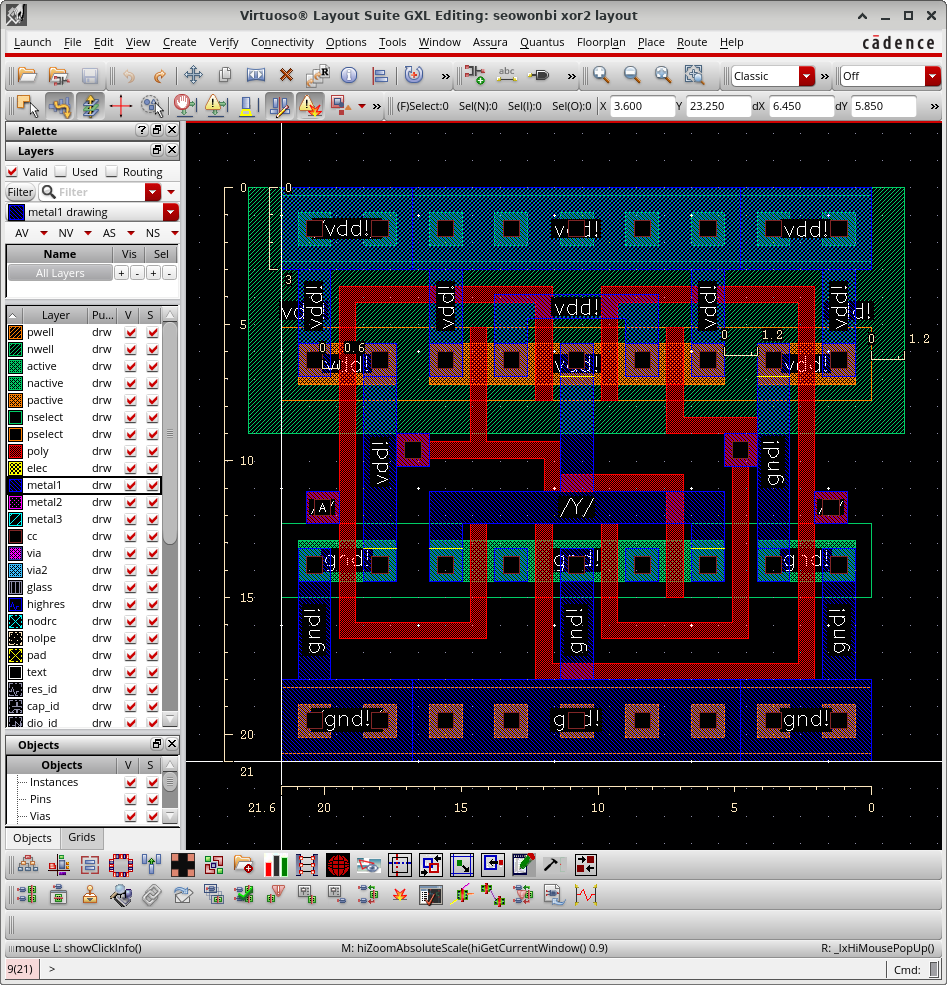 Virtuoso® Layout Suite GXL Editing: seowonbi xor2 layout
Launch File Edit View Create Verify Connectivity Options Tools Window Assura Quantus Floorplan Place Route Help
cādence
abc
»
»
Classic
»
Off
»
(F)Select:0 Sel(N):0 Sel(I):0 Sel(O):0 X 3.600 Y 23.250 dX 6.450 dY 5.850 »
Palette
Layers
Valid Used Routing
Filter Filter
metal1 drawing
AV NV AS NS
Name Vis Sel
All Layers + - + -
Layer Pu... V S
pwell drw
nwell drw
active drw
nactive drw
pactive drw
nselect drw
pselect drw
poly drw
elec drw
metal1 drw
metal2 drw
metal3 drw
cc drw
via drw
via2 drw
glass drw
highres drw
nodrc drw
nolpe drw
pad drw
text drw
res_id drw
cap_id drw
dio_id drw
Objects
Objects V S
Instances
Pins
Vias
Objects Grids
0 0
vdd! vdd! vdd!
3
vdd! vdd! vdd! vdd! vdd!
5
0 1.2 0 1.2
0 0.6
vdd! vdd! vdd!
10
vdd! gnd!
A /Y/
gnd! gnd! gnd!
15
gnd! gnd! gnd!
gnd! gnd! gnd!
20
21
21.6 20 15 10 5 0
mouse L: showClickInfo() M: hiZoomAbsoluteScale(hiGetCurrentWindow() 0.9) R: _lxHiMousePopUp()
9(21) > Cmd: